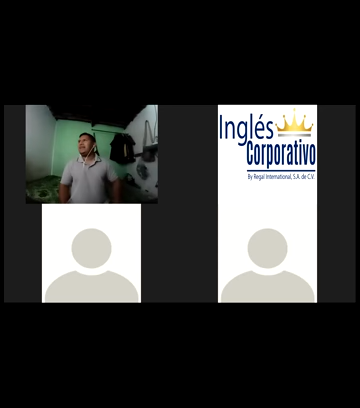 Inglés
Corporativo
By Regal International, S.A. de C.V.